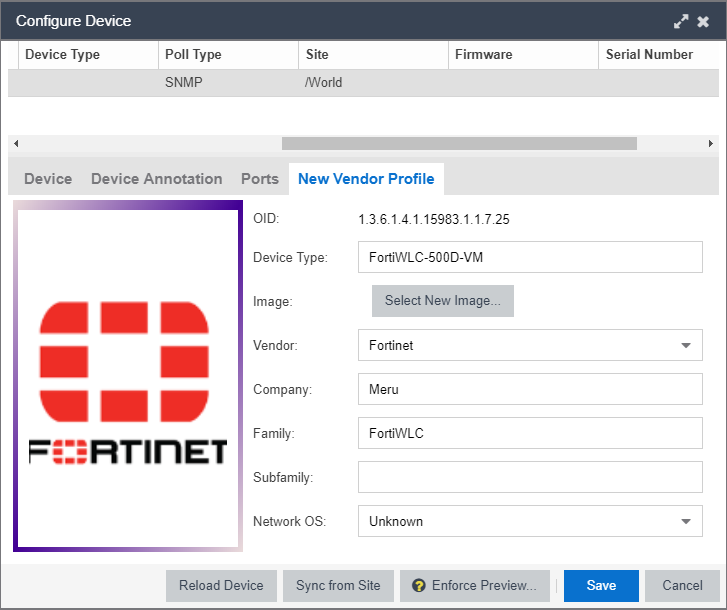 Configure Device
Device Type Poll Type Site Firmware Serial Number
SNMP /World
Device Device Annotation Ports New Vendor Profile
OID: 1.3.6.1.4.1.15983.1.1.7.25
Device Type: FortiWLC-500D-VM
Image: Select New Image...
Vendor: Fortinet
Company: Meru
Family: FortiWLC
Subfamily:
Network OS: Unknown
FORTINET
Reload Device Sync from Site Enforce Preview... Save Cancel